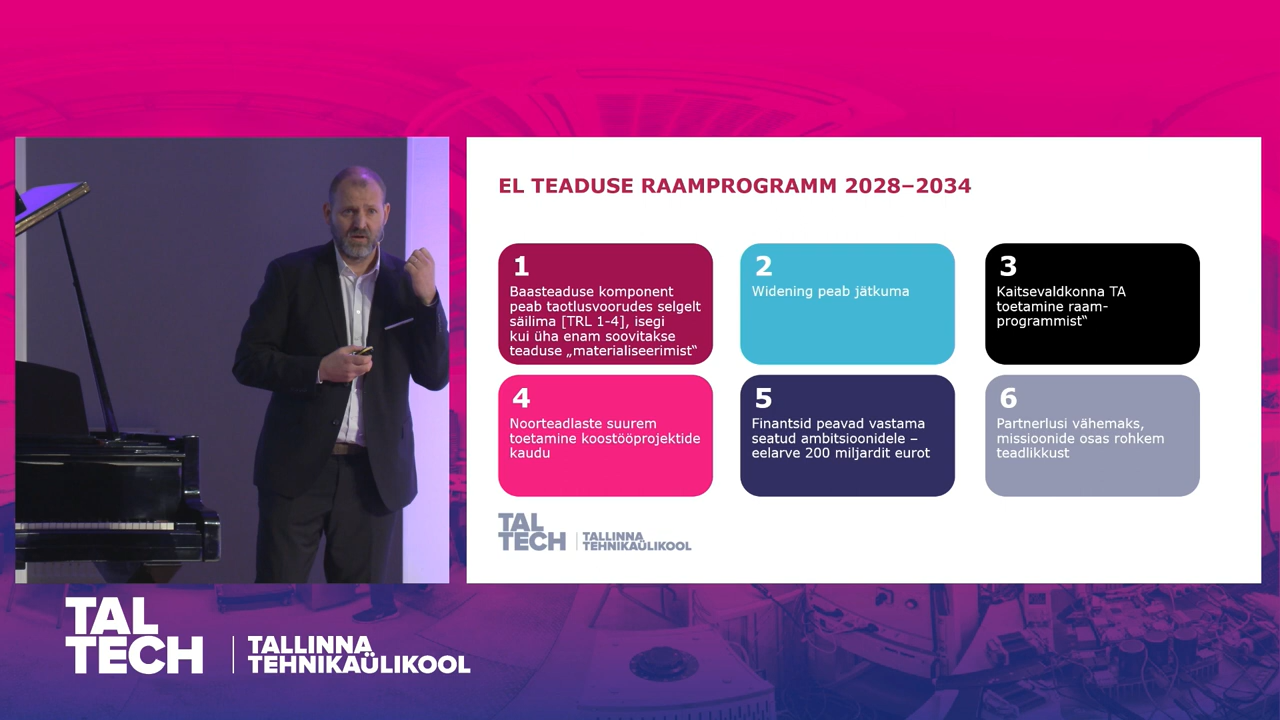 EL TEADUSE RAAMPROGRAMM 2028–2034
1
Baasteaduse komponent
peab taotlusvoorudes selgelt
säilima [TRL 1-4], isegi
kui üha enam soovitakse
teaduse „materialiseerimist“
2
Widening peab jätkuma
3
Kaitsevaldkonna TA
toetamine raam-
programmist“
4
Noorteadlaste suurem
toetamine koostööprojektide
kaudu
5
Finantsid peavad vastama
seatud ambitsioonidele –
eelarve 200 miljardit eurot
6
Partnerlusi vähemaks,
missioonide osas rohkem
teadlikkust
TAL
TECH
TALLINNA
TEHNIKAÜLIKOOL
TAL
TECH
TALLINNA
TEHNIKAÜLIKOOL